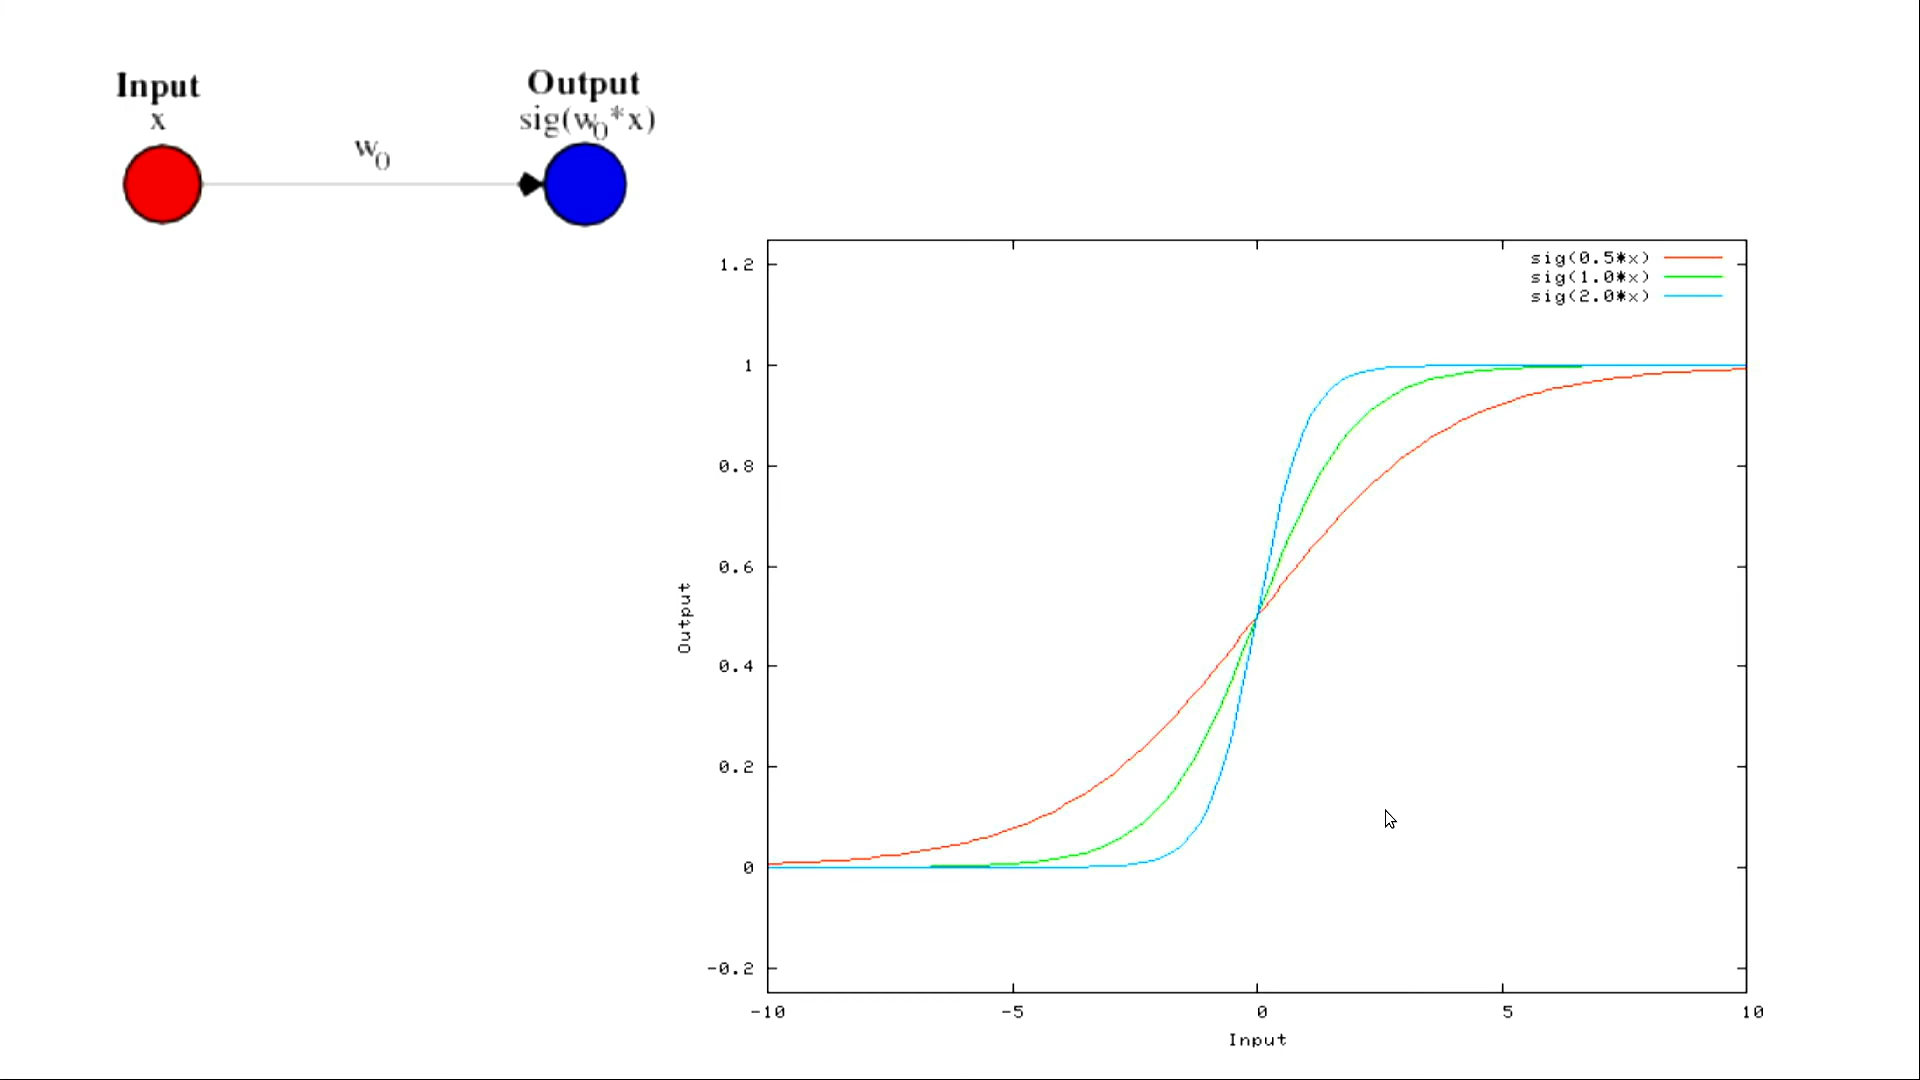 Input
x
w0
Output
sig(w0*x)
sig(0.5*x)
sig(1.0*x)
sig(2.0*x)
1.2
1
0.8
0.6
0.4
0.2
0
-0.2
Output
-10
-5
0
5
10
Input